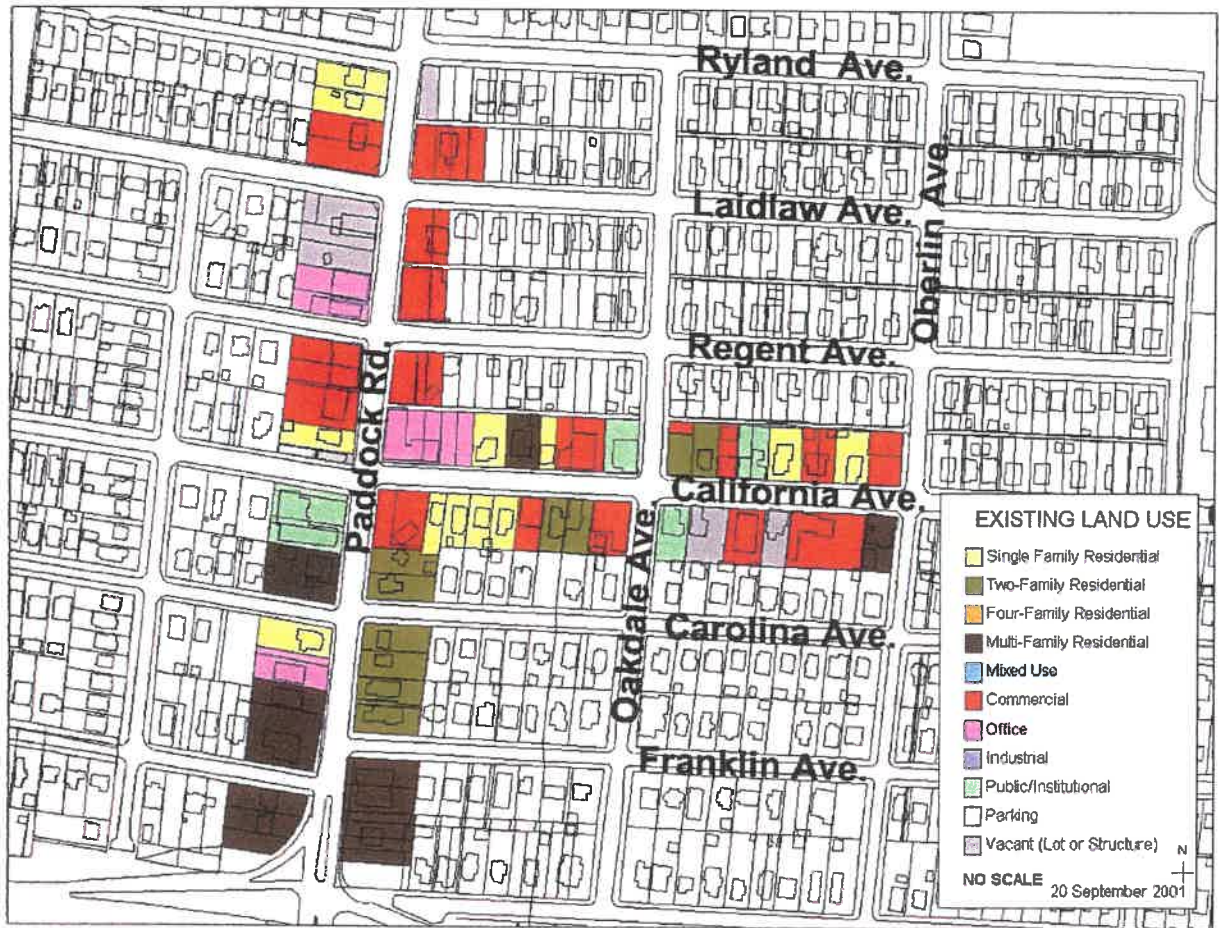 Ryland Ave.
Laidlaw Ave.
Oberlin Ave.
Regent Ave.
Paddock Rd.
California Ave.
Oakdale Ave.
Carolina Ave.
Franklin Ave.
EXISTING LAND USE
Single Family Residential
Two-Family Residential
Four-Family Residential
Multi-Family Residential
Mixed Use
Commercial
Office
Industrial
Public/Institutional
Parking
Vacant (Lot or Structure)
N
NO SCALE
20 September 2001